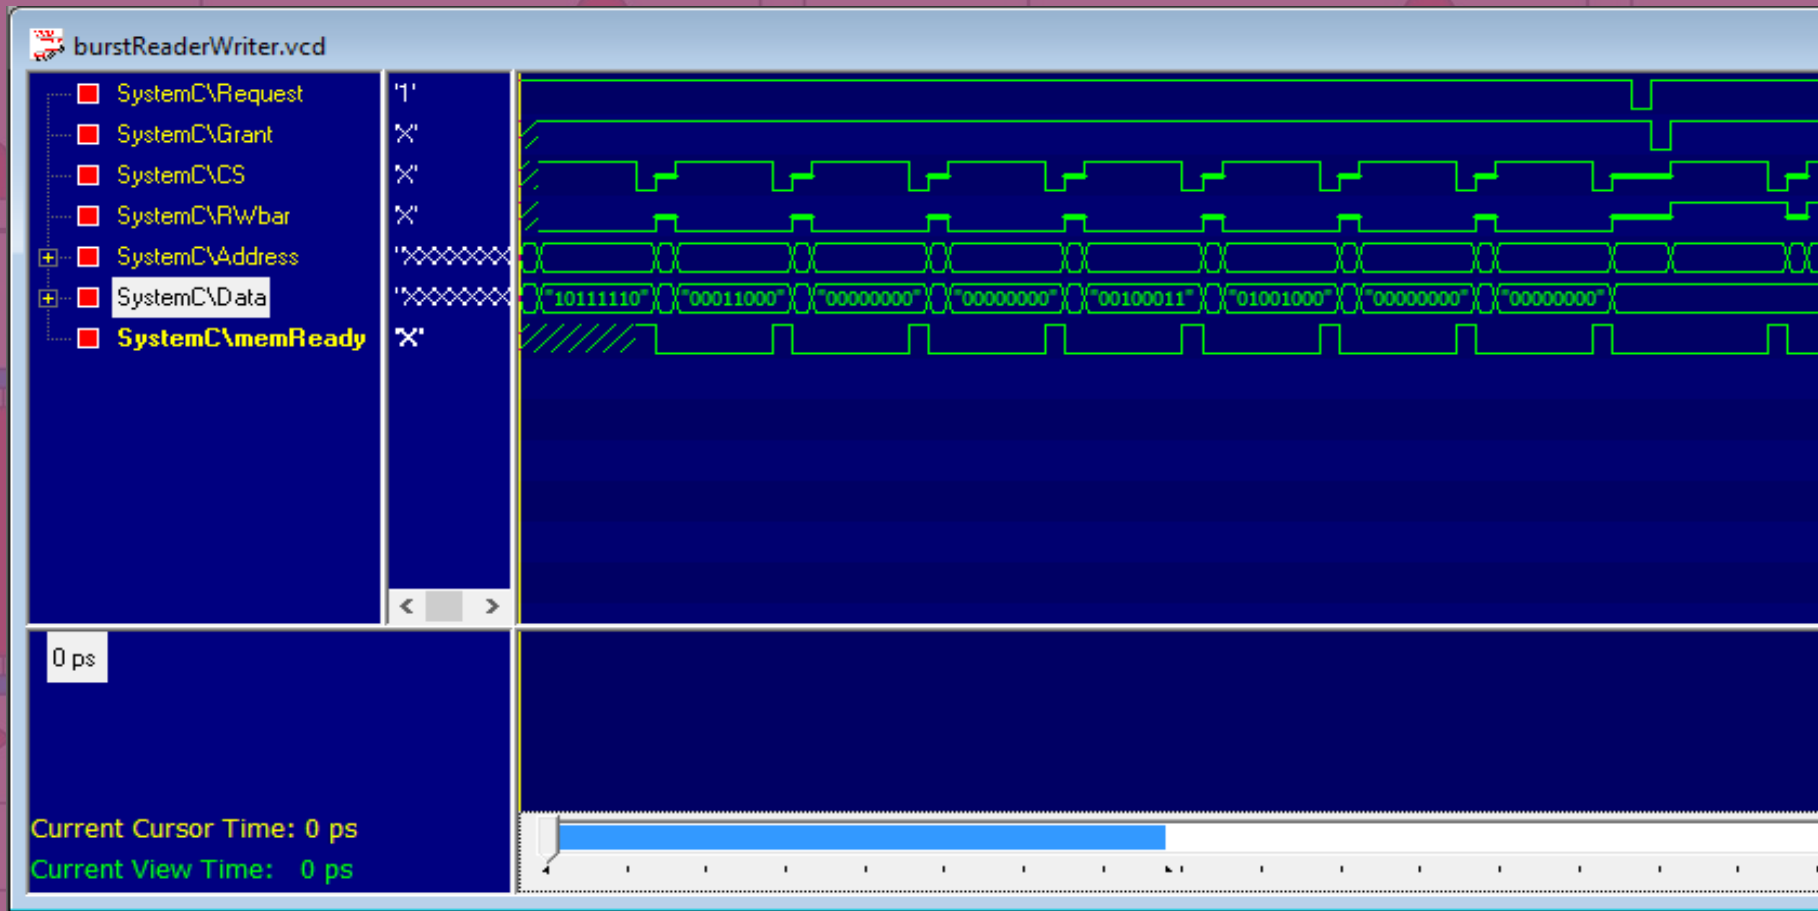 burstReaderWriter.vcd
SystemC\Request '1'
SystemC\Grant 'X'
SystemC\CS 'X'
SystemC\RWbar 'X'
SystemC\Address "XXXXXXX
SystemC\Data "XXXXXXX "10111110" "00011000" "00000000" "00000000" "00100011" "01001000" "00000000" "00000000"
SystemC\memReady 'X'
0 ps
Current Cursor Time: 0 ps
Current View Time: 0 ps